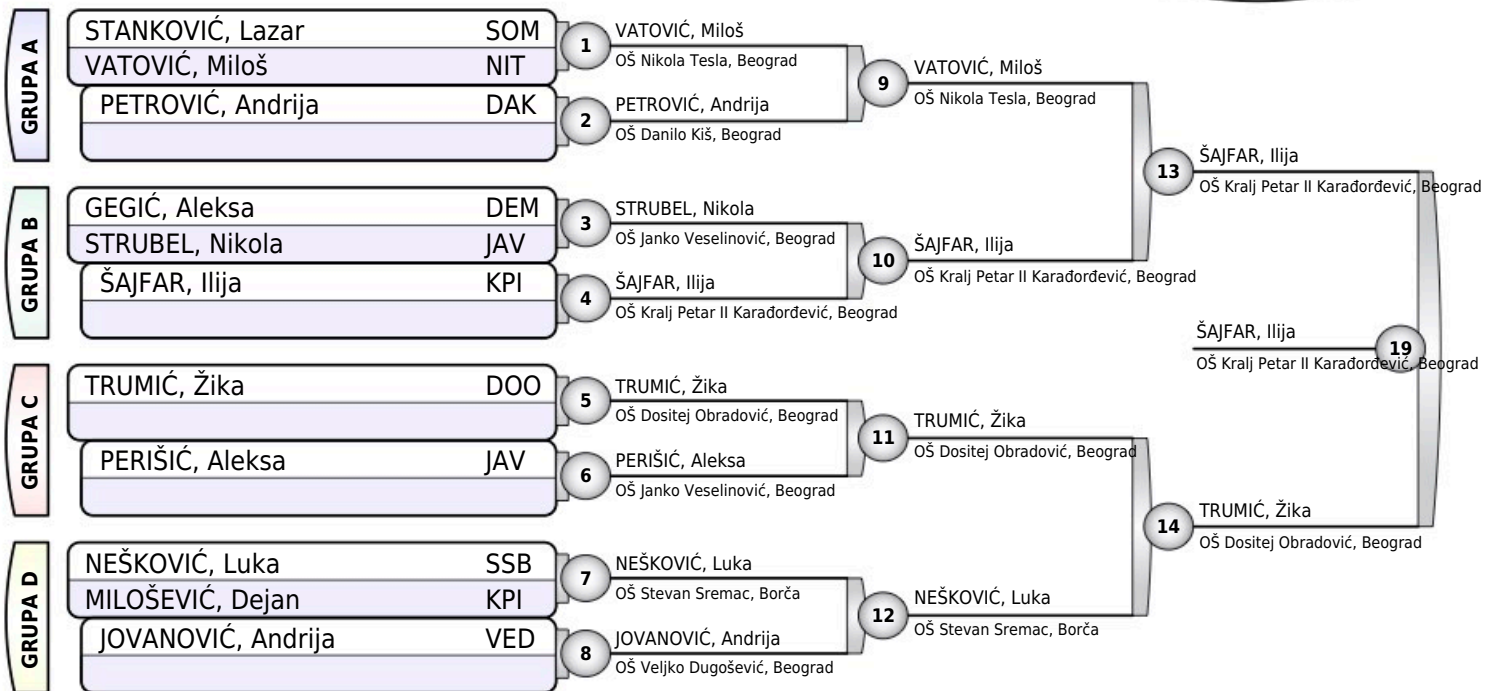 GRUPA A
STANKOVIĆ, Lazar SOM
VATOVIĆ, Miloš NIT
PETROVIĆ, Andrija DAK
1
VATOVIĆ, Miloš
OŠ Nikola Tesla, Beograd
2
PETROVIĆ, Andrija
OŠ Danilo Kiš, Beograd
9
VATOVIĆ, Miloš
OŠ Nikola Tesla, Beograd
GRUPA B
GEGIĆ, Aleksa DEM
STRUBEL, Nikola JAV
ŠAJFAR, Ilija KPI
3
STRUBEL, Nikola
OŠ Janko Veselinović, Beograd
4
ŠAJFAR, Ilija
OŠ Kralj Petar II Karađorđević, Beograd
10
ŠAJFAR, Ilija
OŠ Kralj Petar II Karađorđević, Beograd
13
ŠAJFAR, Ilija
OŠ Kralj Petar II Karađorđević, Beograd
GRUPA C
TRUMIĆ, Žika DOO
PERIŠIĆ, Aleksa JAV
5
TRUMIĆ, Žika
OŠ Dositej Obradović, Beograd
6
PERIŠIĆ, Aleksa
OŠ Janko Veselinović, Beograd
11
TRUMIĆ, Žika
OŠ Dositej Obradović, Beograd
GRUPA D
NEŠKOVIĆ, Luka SSB
MILOŠEVIĆ, Dejan KPI
JOVANOVIĆ, Andrija VED
7
NEŠKOVIĆ, Luka
OŠ Stevan Sremac, Borča
8
JOVANOVIĆ, Andrija
OŠ Veljko Dugošević, Beograd
12
NEŠKOVIĆ, Luka
OŠ Stevan Sremac, Borča
14
TRUMIĆ, Žika
OŠ Dositej Obradović, Beograd
19
ŠAJFAR, Ilija
OŠ Kralj Petar II Karađorđević, Beograd